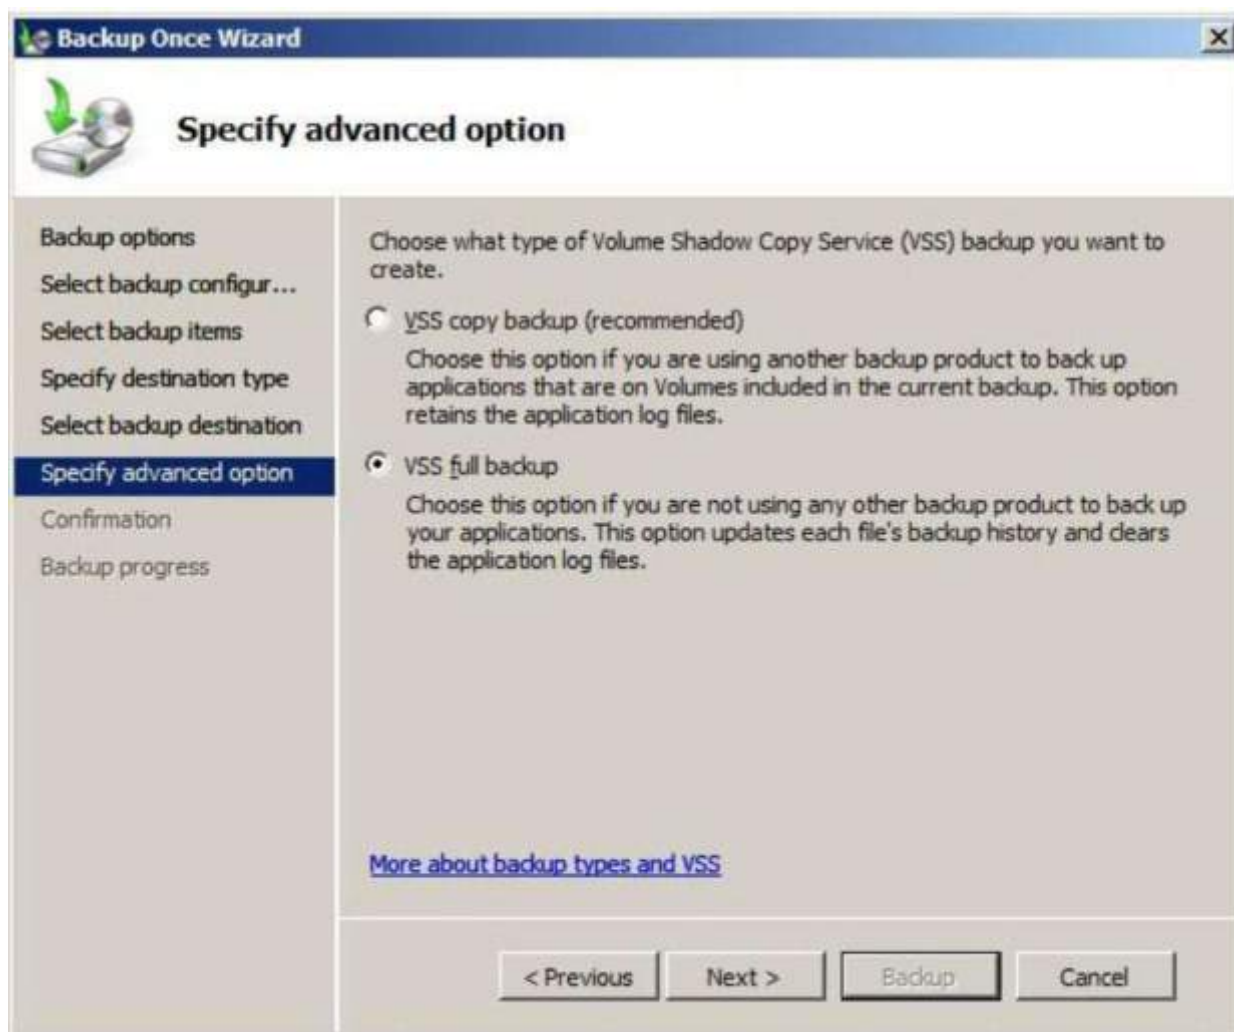 Backup Once Wizard
Specify advanced option
Backup options
Select backup configur...
Select backup items
Specify destination type
Select backup destination
Specify advanced option
Confirmation
Backup progress
Choose what type of Volume Shadow Copy Service (VSS) backup you want to
create.
VSS copy backup (recommended)
Choose this option if you are using another backup product to back up
applications that are on Volumes included in the current backup. This option
retains the application log files.
VSS full backup
Choose this option if you are not using any other backup product to back up
your applications. This option updates each file's backup history and clears
the application log files.
More about backup types and VSS
< Previous
Next >
Backup
Cancel